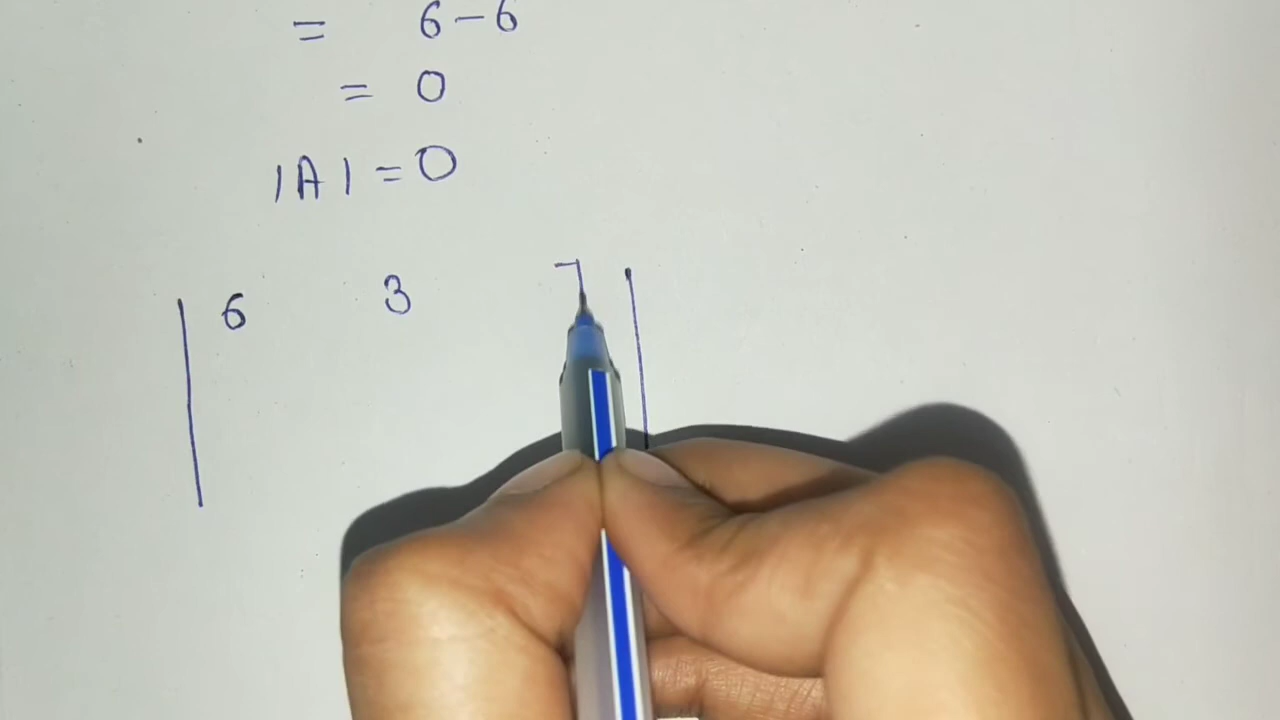 = 6-6
= 0
|A| = 0
| 6 3 7 |